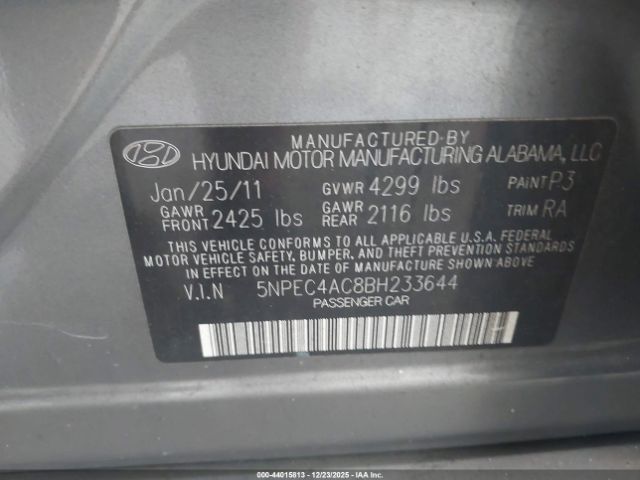 MANUFACTURED BY
HYUNDAI MOTOR MANUFACTURING ALABAMA, LLC
Jan/25/11 GVWR 4299 lbs PAINT P3
GAWR FRONT 2425 lbs GAWR REAR 2116 lbs TRIM RA
THIS VEHICLE CONFORMS TO ALL APPLICABLE U.S.A. FEDERAL
MOTOR VEHICLE SAFETY, BUMPER, AND THEFT PREVENTION STANDARDS
IN EFFECT ON THE DATE OF MANUFACTURE SHOWN ABOVE
V.I.N 5NPEC4AC8BH233644
PASSENGER CAR
000-44015813 - 12/23/2025 - COPYRIGHT IAA, LLC